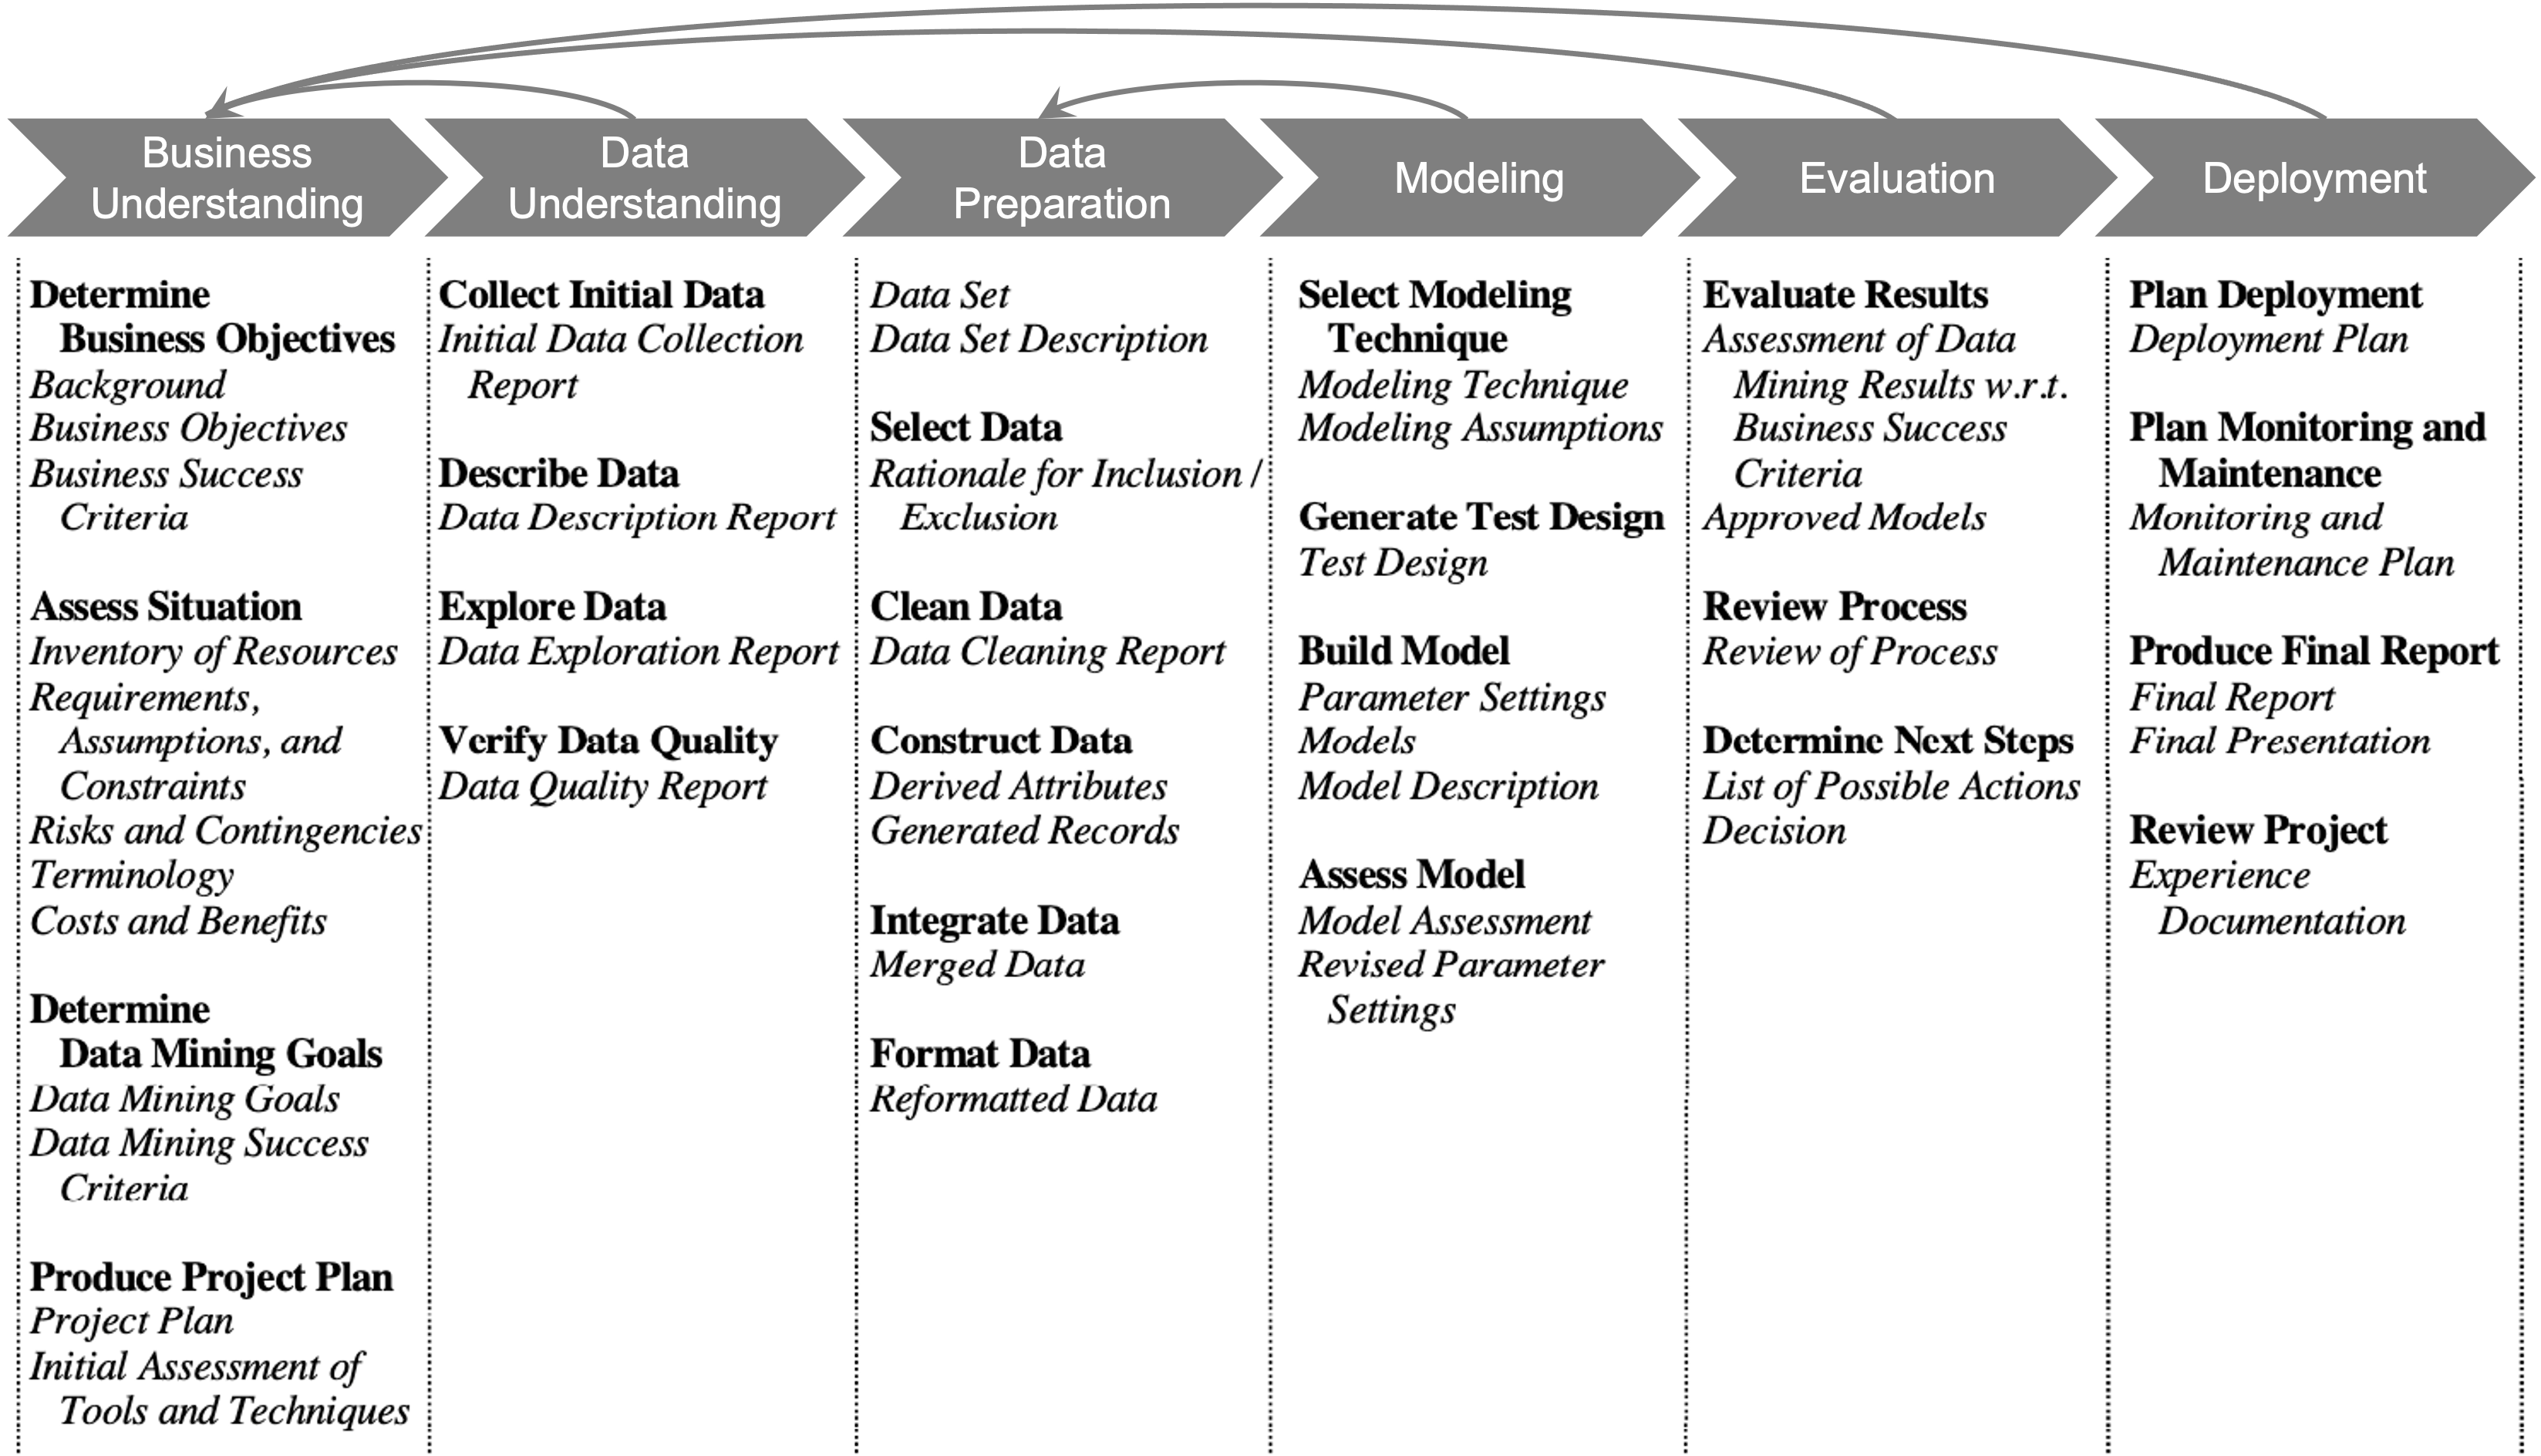 Business
Understanding
Data
Understanding
Data
Preparation
Modeling
Evaluation
Deployment
Determine
Business Objectives
Background
Business Objectives
Business Success
Criteria
Assess Situation
Inventory of Resources
Requirements,
Assumptions, and
Constraints
Risks and Contingencies
Terminology
Costs and Benefits
Determine
Data Mining Goals
Data Mining Goals
Data Mining Success
Criteria
Produce Project Plan
Project Plan
Initial Assessment of
Tools and Techniques
Collect Initial Data
Initial Data Collection
Report
Describe Data
Data Description Report
Explore Data
Data Exploration Report
Verify Data Quality
Data Quality Report
Data Set
Data Set Description
Select Data
Rationale for Inclusion /
Exclusion
Clean Data
Data Cleaning Report
Construct Data
Derived Attributes
Generated Records
Integrate Data
Merged Data
Format Data
Reformatted Data
Select Modeling
Technique
Modeling Technique
Modeling Assumptions
Generate Test Design
Test Design
Build Model
Parameter Settings
Models
Model Description
Assess Model
Model Assessment
Revised Parameter
Settings
Evaluate Results
Assessment of Data
Mining Results w.r.t.
Business Success
Criteria
Approved Models
Review Process
Review of Process
Determine Next Steps
List of Possible Actions
Decision
Plan Deployment
Deployment Plan
Plan Monitoring and
Maintenance
Monitoring and
Maintenance Plan
Produce Final Report
Final Report
Final Presentation
Review Project
Experience
Documentation